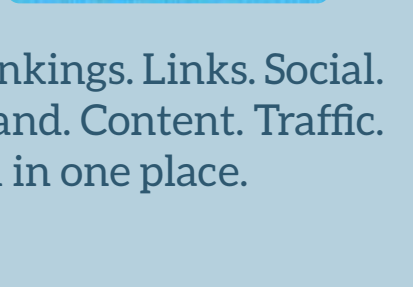 nkings. Links. Social.
and. Content. Traffic.
in one place.